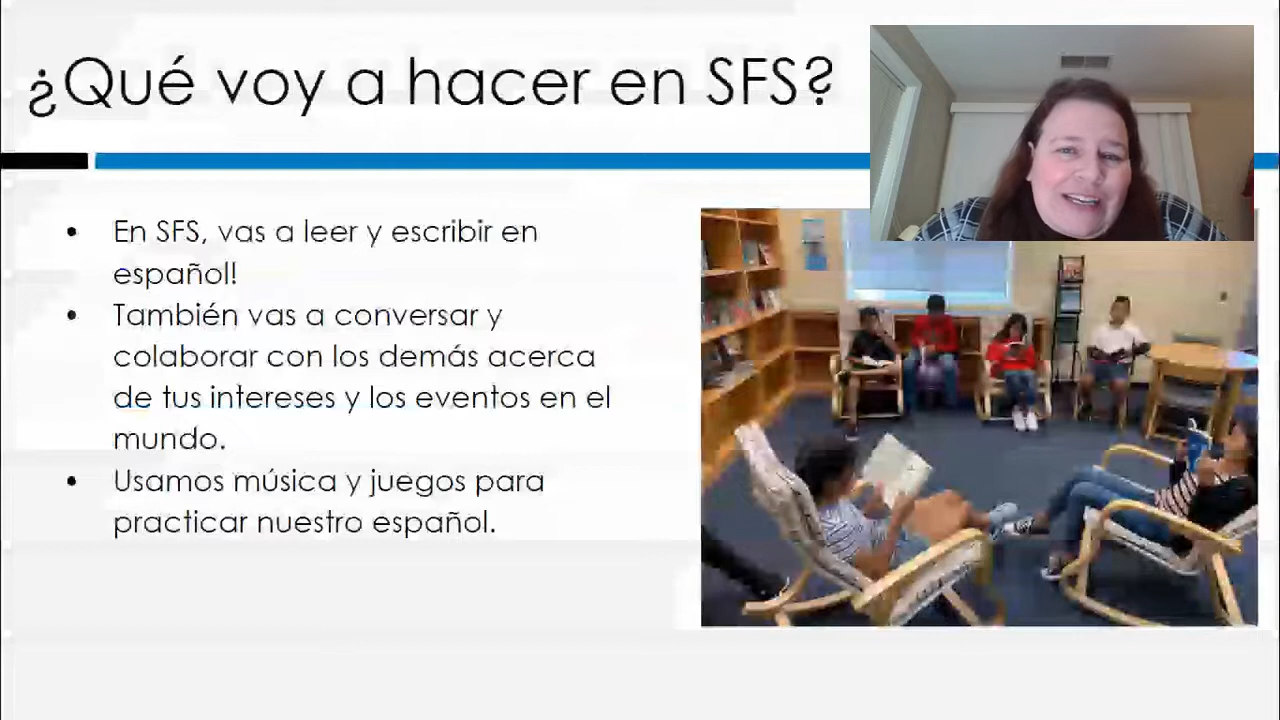 ¿Qué voy a hacer en SFS?
• En SFS, vas a leer y escribir en
español!
• También vas a conversar y
colaborar con los demás acerca
de tus intereses y los eventos en el
mundo.
• Usamos música y juegos para
practicar nuestro español.